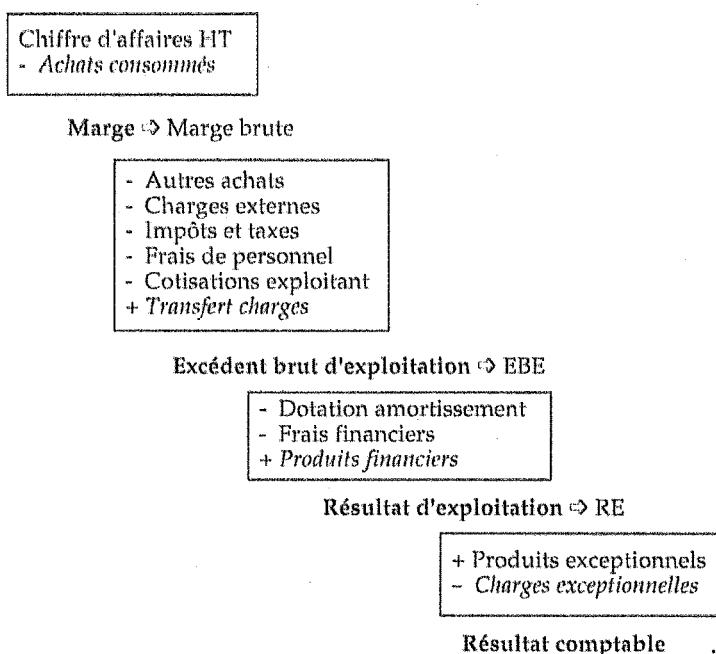 Chiffre d'affaires HT
- Achats consommés
Marge ⇨ Marge brute
- Autres achats
- Charges externes
- Impôts et taxes
- Frais de personnel
- Cotisations exploitant
+ Transfert charges
Excédent brut d'exploitation ⇨ EBE
- Dotation amortissement
- Frais financiers
+ Produits financiers
Résultat d'exploitation ⇨ RE
+ Produits exceptionnels
- Charges exceptionnelles
Résultat comptable